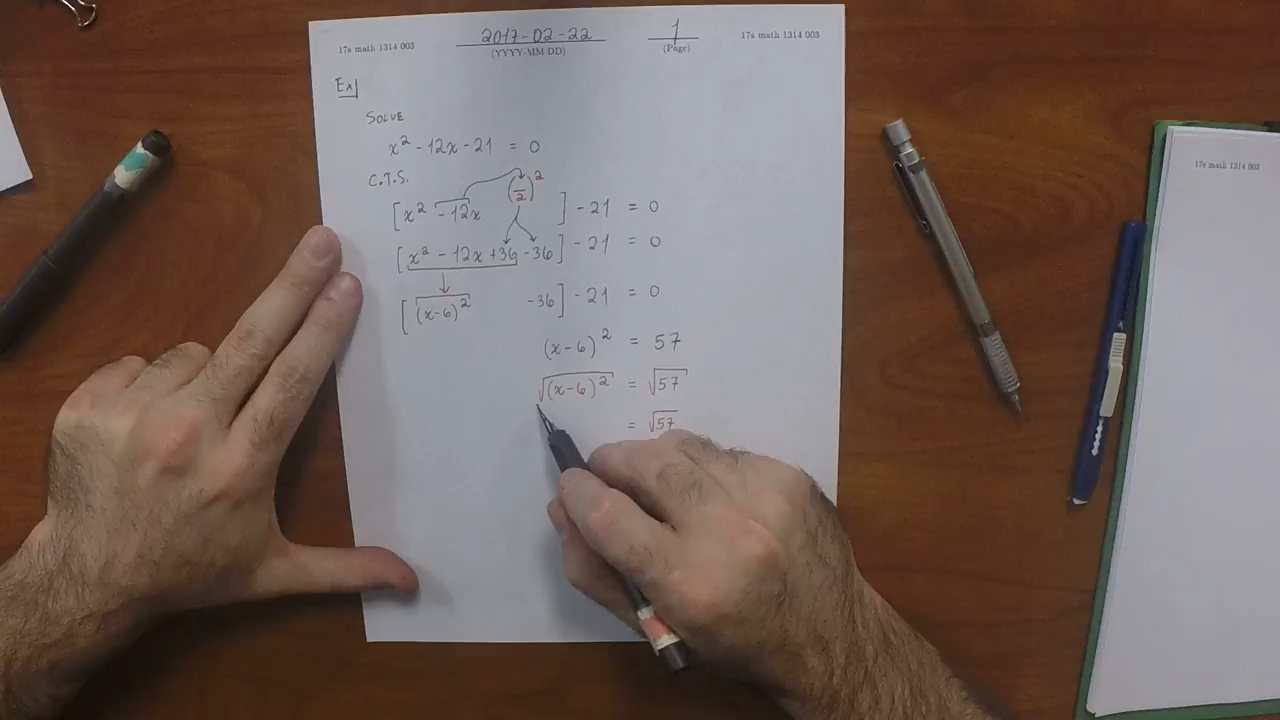 17s math 1314 003 2017-02-22 1 17s math 1314 003
(YYYY-MM-DD) (Page)
Ex
SOLVE
x² - 12x - 21 = 0
C.T.S.
[x² - 12x (—/2)² ] - 21 = 0
[x² - 12x + 36 - 36] - 21 = 0
[(x-6)² -36] - 21 = 0
(x-6)² = 57
√(x-6)² = √57
= √57
17s math 1314 003